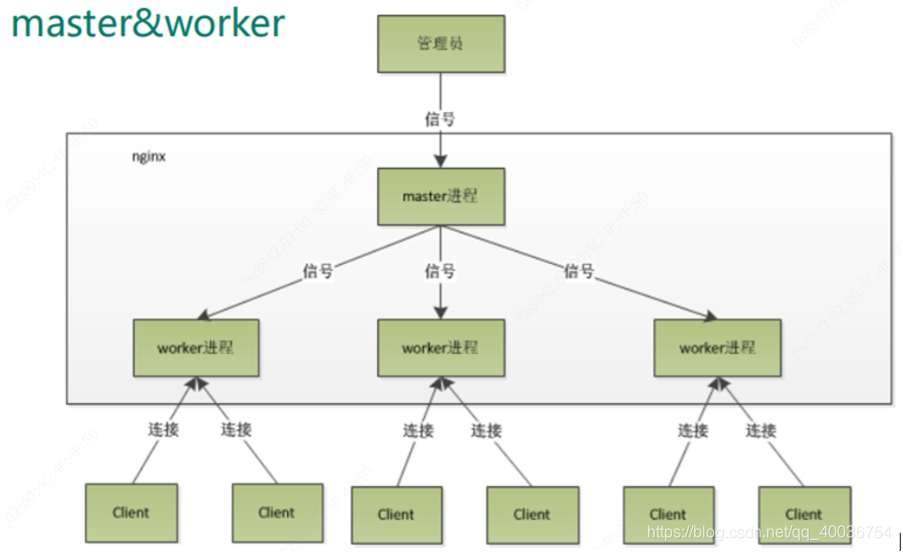 master&worker
管理员
信号
nginx
master进程
信号
信号
信号
worker进程
worker进程
worker进程
连接
连接
连接
连接
连接
连接
Client
Client
Client
Client
Client
Client
https://blog.csdn.net/qq_40036754